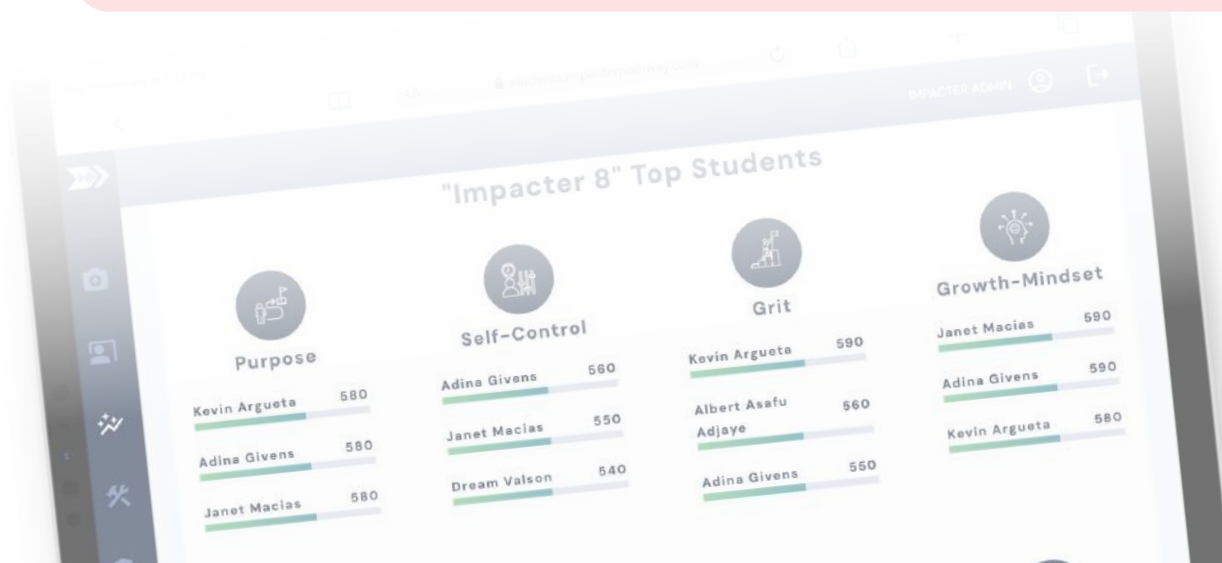 IMPACTER ADMIN
"Impacter 8" Top Students
Purpose
Kevin Argueta 580
Adina Givens 580
Janet Macias 580
Self-Control
Adina Givens 560
Janet Macias 550
Dream Valson 540
Grit
Kevin Argueta 590
Albert Asafu
Adjaye 560
Adina Givens 550
Growth-Mindset
Janet Macias 590
Adina Givens 590
Kevin Argueta 580